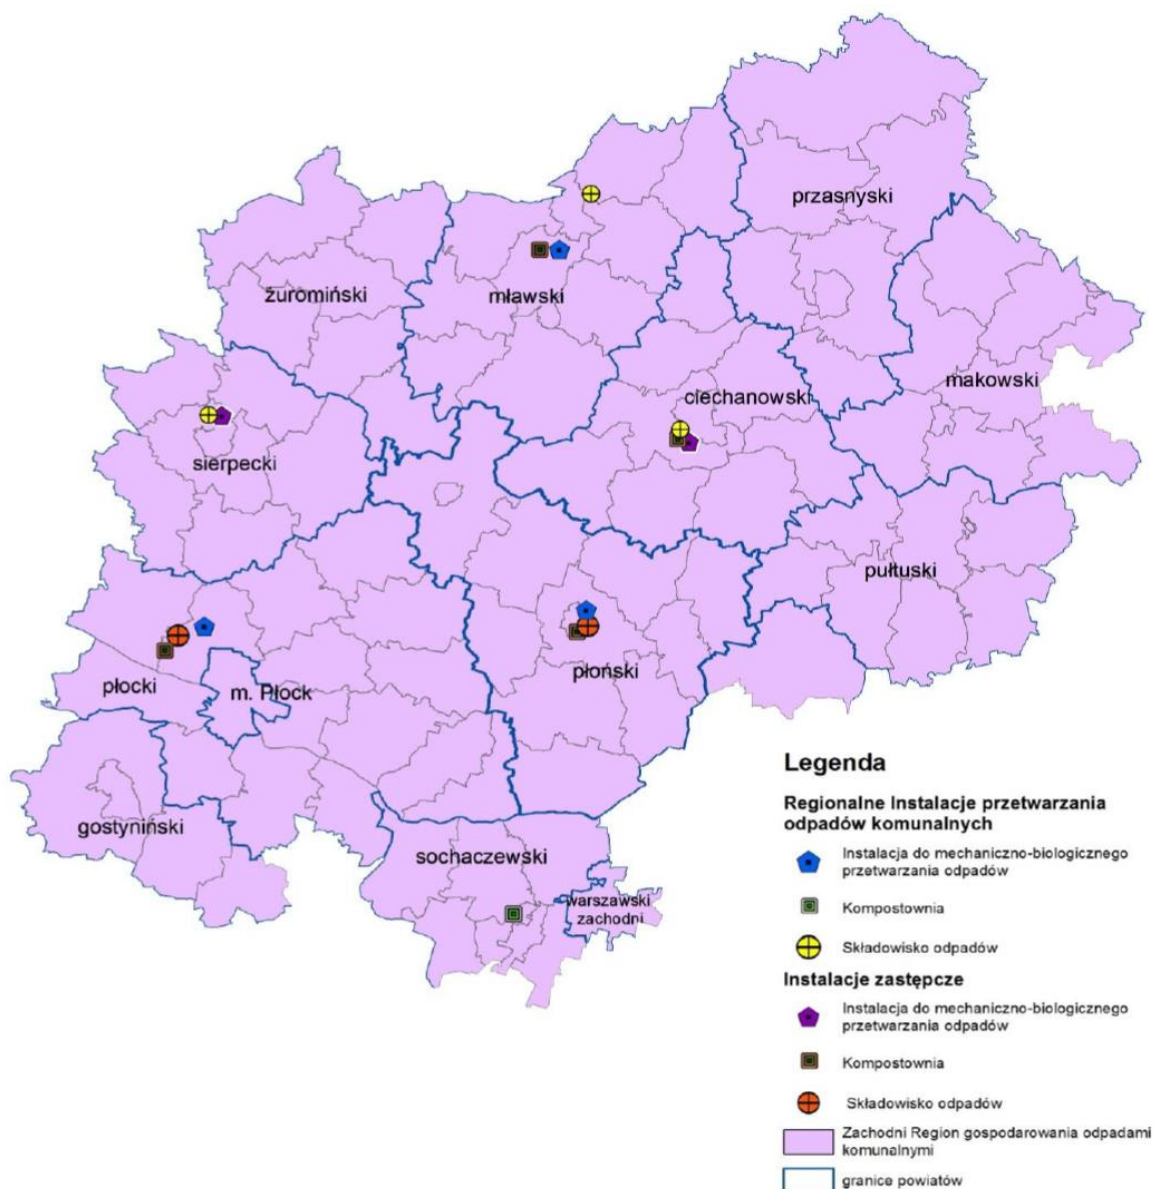 przasnyski
żuromiński
mławski
makowski
ciechanowski
sierpecki
pułtuski
płoński
płocki
m. Płock
gostyniński
sochaczewski
warszawski
zachodni
Legenda
Regionalne Instalacje przetwarzania
odpadów komunalnych
Instalacja do mechaniczno-biologicznego
przetwarzania odpadów
Kompostownia
Składowisko odpadów
Instalacje zastępcze
Instalacja do mechaniczno-biologicznego
przetwarzania odpadów
Kompostownia
Składowisko odpadów
Zachodni Region gospodarowania odpadami
komunalnymi
granice powiatów